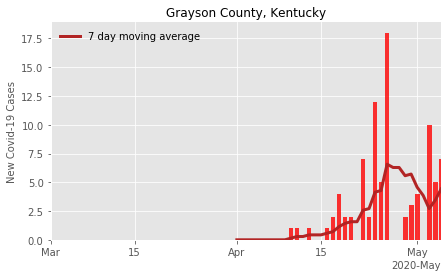 Grayson County, Kentucky
7 day moving average
New Covid-19 Cases
17.5
15.0
12.5
10.0
7.5
5.0
2.5
0.0
Mar 15 Apr 15 May
2020-May